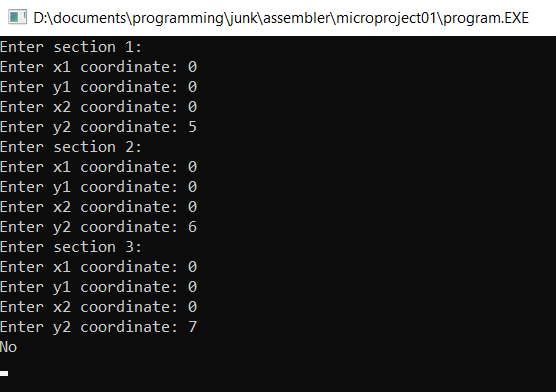 D:\documents\programming\junk\assembler\microproject01\program.EXE
Enter section 1:
Enter x1 coordinate: 0
Enter y1 coordinate: 0
Enter x2 coordinate: 0
Enter y2 coordinate: 5
Enter section 2:
Enter x1 coordinate: 0
Enter y1 coordinate: 0
Enter x2 coordinate: 0
Enter y2 coordinate: 6
Enter section 3:
Enter x1 coordinate: 0
Enter y1 coordinate: 0
Enter x2 coordinate: 0
Enter y2 coordinate: 7
No